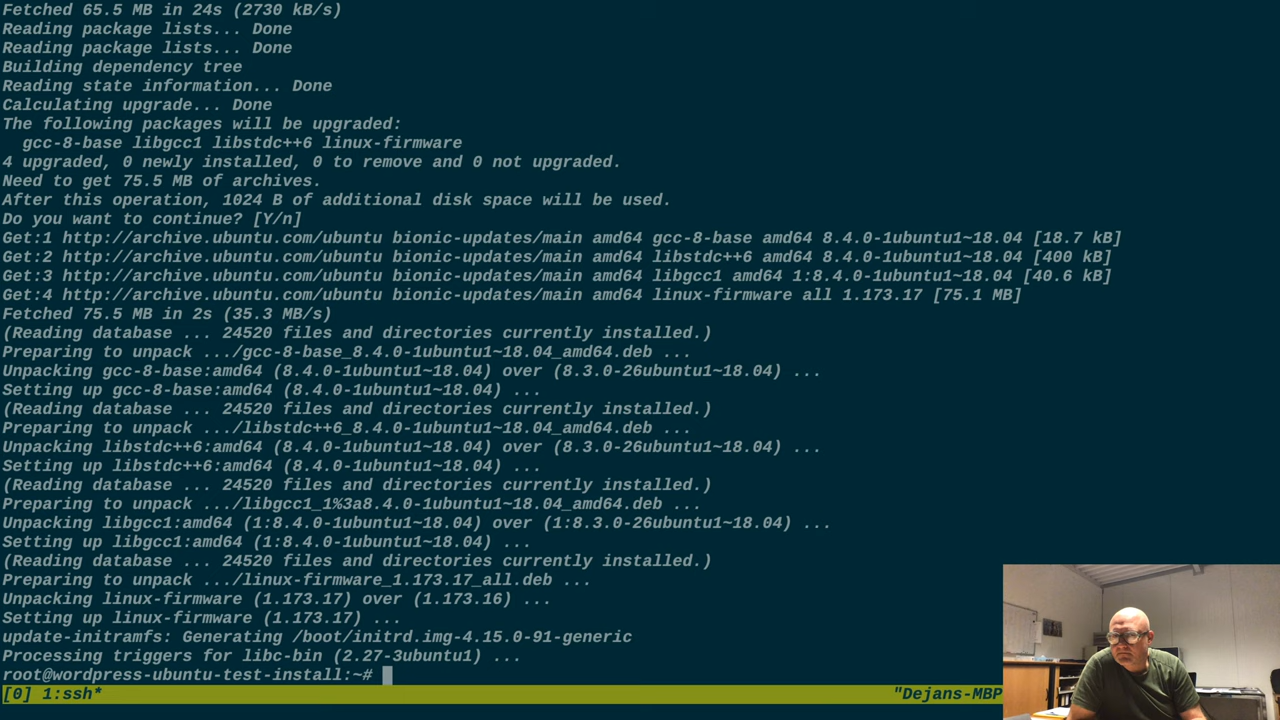 Fetched 65.5 MB in 24s (2730 kB/s)
Reading package lists... Done
Reading package lists... Done
Building dependency tree
Reading state information... Done
Calculating upgrade... Done
The following packages will be upgraded:
  gcc-8-base libgcc1 libstdc++6 linux-firmware
4 upgraded, 0 newly installed, 0 to remove and 0 not upgraded.
Need to get 75.5 MB of archives.
After this operation, 1024 B of additional disk space will be used.
Do you want to continue? [Y/n]
Get:1 http://archive.ubuntu.com/ubuntu bionic-updates/main amd64 gcc-8-base amd64 8.4.0-1ubuntu1~18.04 [18.7 kB]
Get:2 http://archive.ubuntu.com/ubuntu bionic-updates/main amd64 libstdc++6 amd64 8.4.0-1ubuntu1~18.04 [400 kB]
Get:3 http://archive.ubuntu.com/ubuntu bionic-updates/main amd64 libgcc1 amd64 1:8.4.0-1ubuntu1~18.04 [40.6 kB]
Get:4 http://archive.ubuntu.com/ubuntu bionic-updates/main amd64 linux-firmware all 1.173.17 [75.1 MB]
Fetched 75.5 MB in 2s (35.3 MB/s)
(Reading database ... 24520 files and directories currently installed.)
Preparing to unpack .../gcc-8-base_8.4.0-1ubuntu1~18.04_amd64.deb ...
Unpacking gcc-8-base:amd64 (8.4.0-1ubuntu1~18.04) over (8.3.0-26ubuntu1~18.04) ...
Setting up gcc-8-base:amd64 (8.4.0-1ubuntu1~18.04) ...
(Reading database ... 24520 files and directories currently installed.)
Preparing to unpack .../libstdc++6_8.4.0-1ubuntu1~18.04_amd64.deb ...
Unpacking libstdc++6:amd64 (8.4.0-1ubuntu1~18.04) over (8.3.0-26ubuntu1~18.04) ...
Setting up libstdc++6:amd64 (8.4.0-1ubuntu1~18.04) ...
(Reading database ... 24520 files and directories currently installed.)
Preparing to unpack .../libgcc1_1%3a8.4.0-1ubuntu1~18.04_amd64.deb ...
Unpacking libgcc1:amd64 (1:8.4.0-1ubuntu1~18.04) over (1:8.3.0-26ubuntu1~18.04) ...
Setting up libgcc1:amd64 (1:8.4.0-1ubuntu1~18.04) ...
(Reading database ... 24520 files and directories currently installed.)
Preparing to unpack .../linux-firmware_1.173.17_all.deb ...
Unpacking linux-firmware (1.173.17) over (1.173.16) ...
Setting up linux-firmware (1.173.17) ...
update-initramfs: Generating /boot/initrd.img-4.15.0-91-generic
Processing triggers for libc-bin (2.27-3ubuntu1) ...
root@wordpress-ubuntu-test-install:~#
[0] 1:ssh* "Dejans-MBP